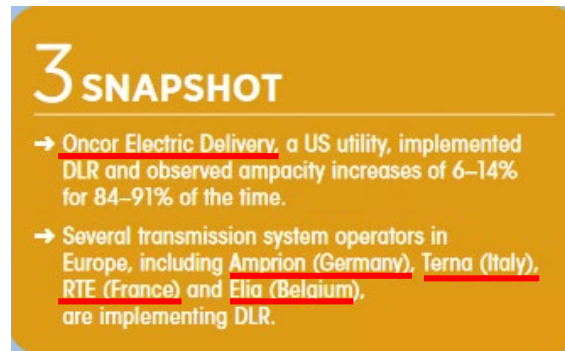 3 SNAPSHOT
→ Oncor Electric Delivery, a US utility, implemented
DLR and observed ampacity increases of 6–14%
for 84–91% of the time.
→ Several transmission system operators in
Europe, including Amprion (Germany), Terna (Italy),
RTE (France) and Elia (Belgium),
are implementing DLR.